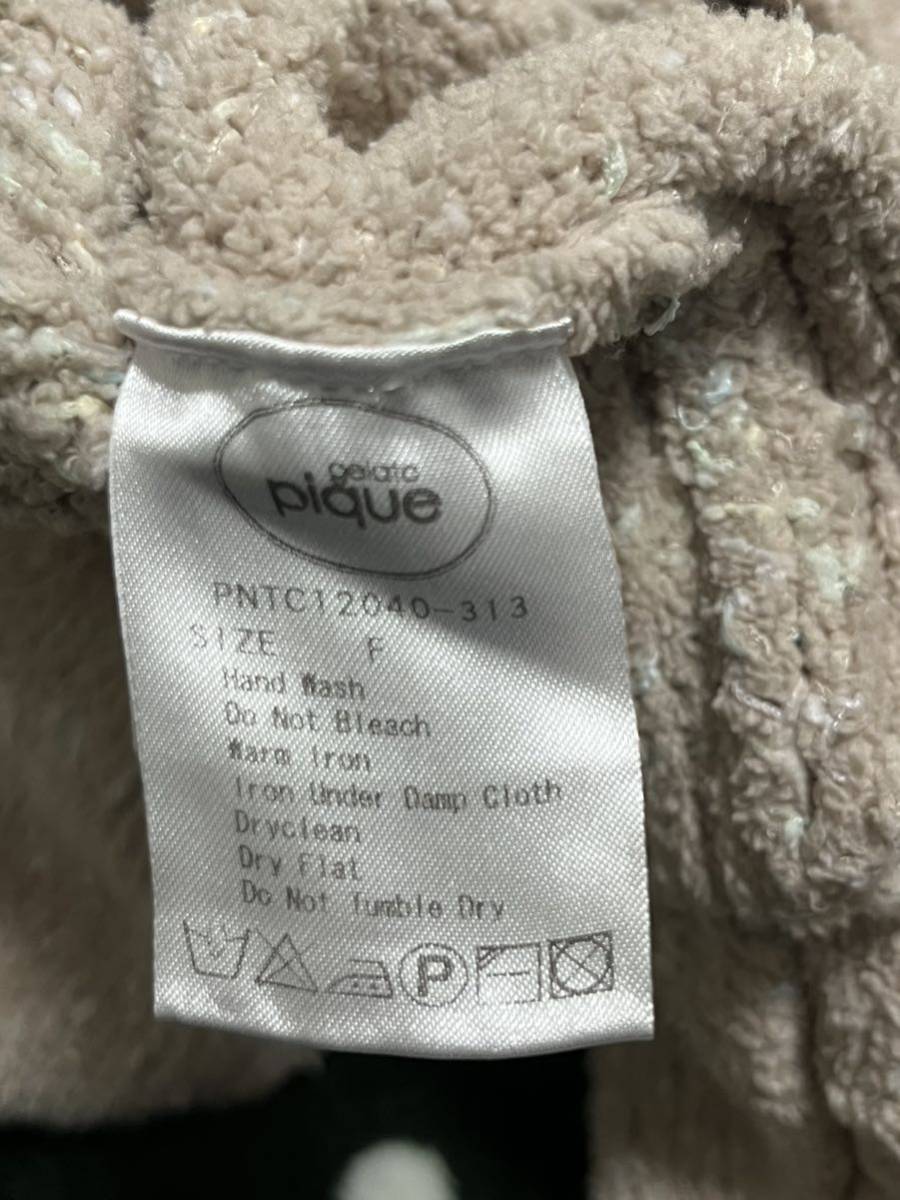 gelato
pique
PNTC12040-313
SIZE F
Hand Wash
Do Not Bleach
Warm Iron
Iron Under Damp Cloth
Dryclean
Dry Flat
Do Not Tumble Dry
P